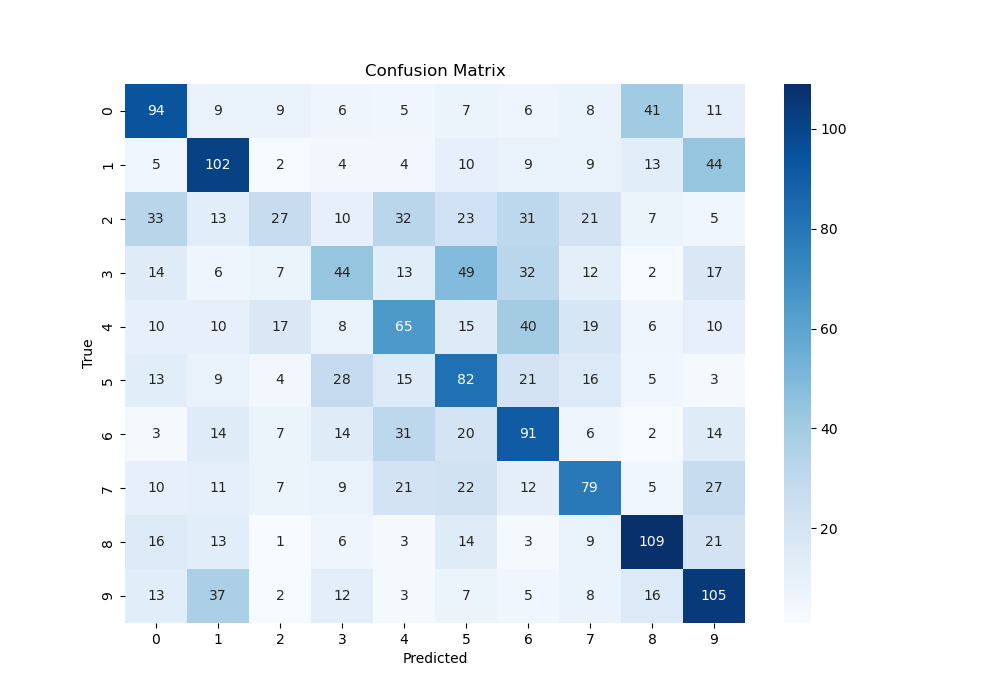 Confusion Matrix
0 94 9 9 6 5 7 6 8 41 11
1 5 102 2 4 4 10 9 9 13 44
2 33 13 27 10 32 23 31 21 7 5
3 14 6 7 44 13 49 32 12 2 17
4 10 10 17 8 65 15 40 19 6 10
5 13 9 4 28 15 82 21 16 5 3
6 3 14 7 14 31 20 91 6 2 14
7 10 11 7 9 21 22 12 79 5 27
8 16 13 1 6 3 14 3 9 109 21
9 13 37 2 12 3 7 5 8 16 105
0 1 2 3 4 5 6 7 8 9
Predicted
True
100
80
60
40
20